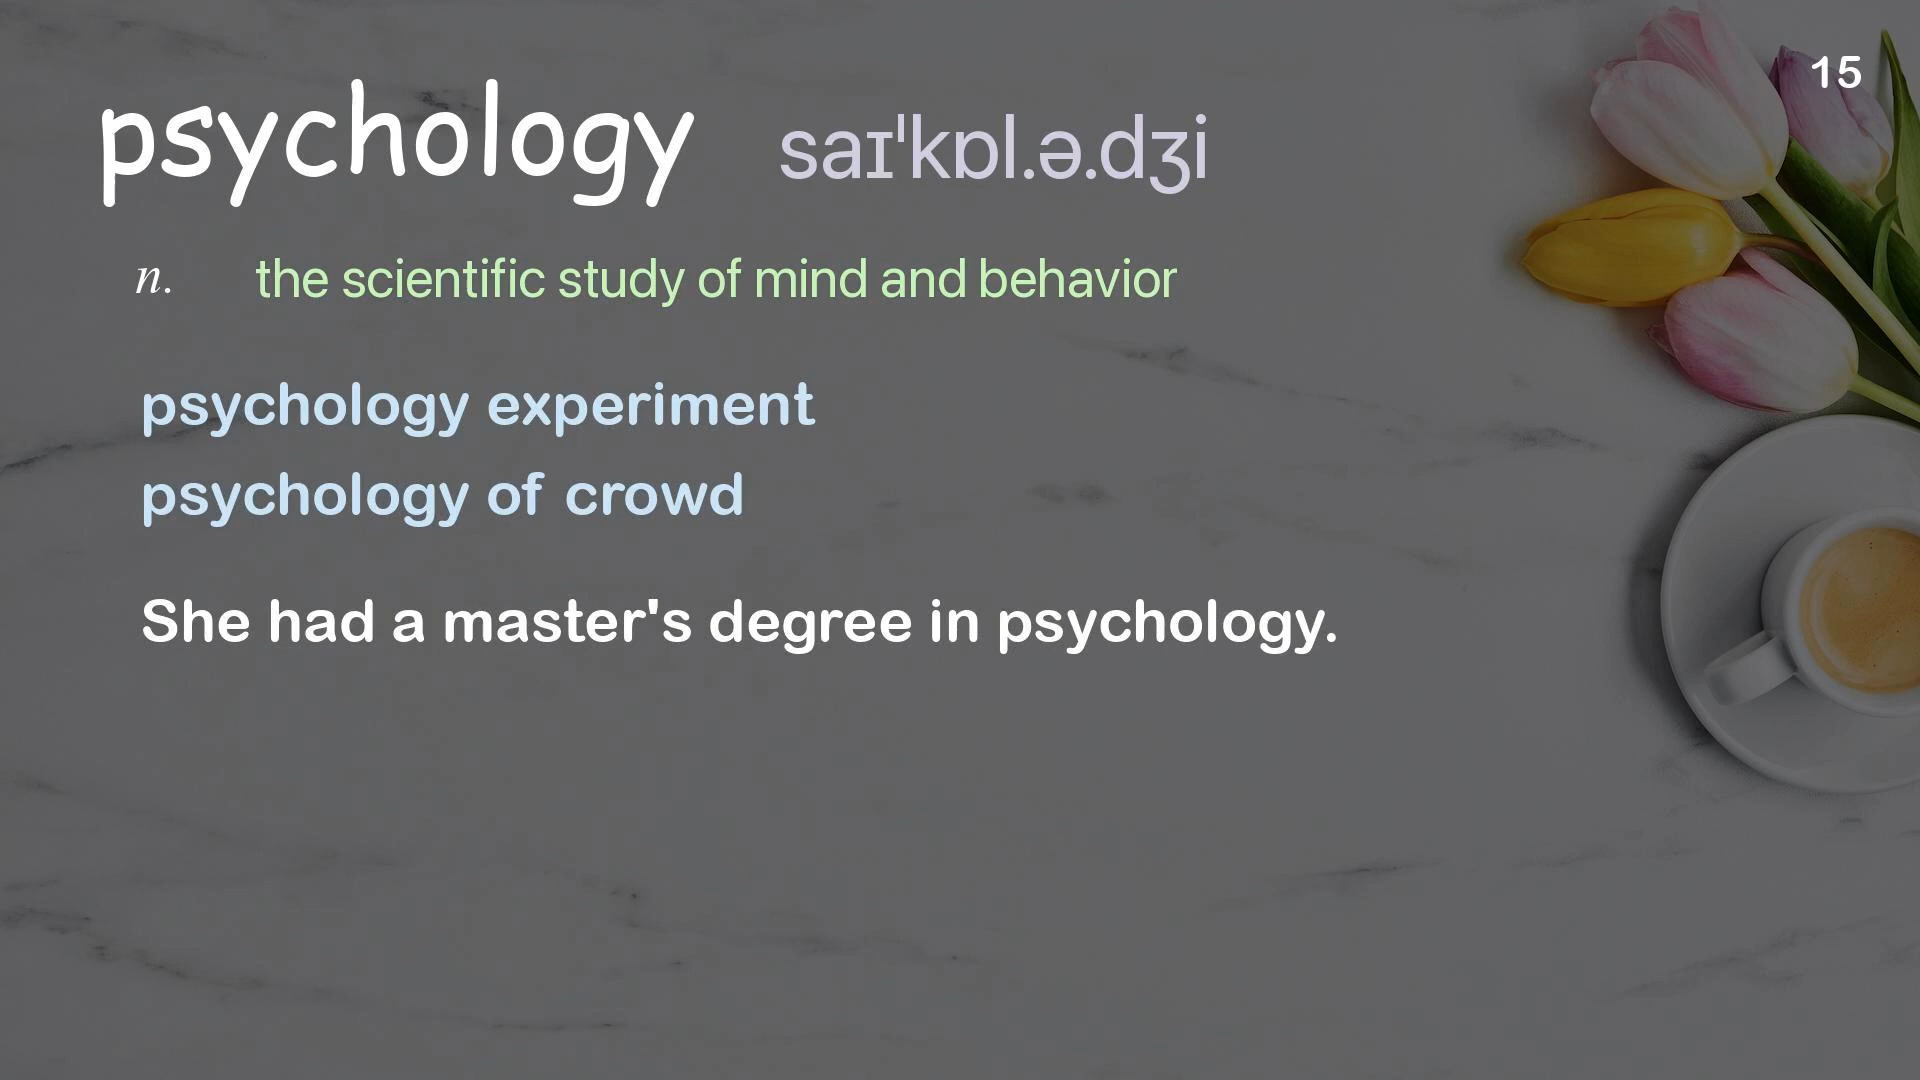 15
psychology saɪˈkɒl.ə.dʒi
n. the scientific study of mind and behavior
psychology experiment
psychology of crowd
She had a master's degree in psychology.